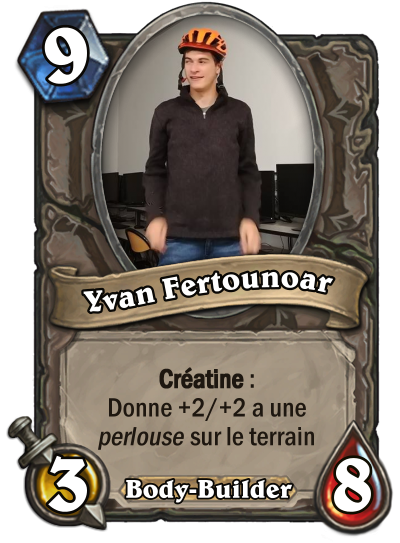 9
Yvan Fertounoar
Créatine :
Donne +2/+2 a une
perlouse sur le terrain
3
Body-Builder
8